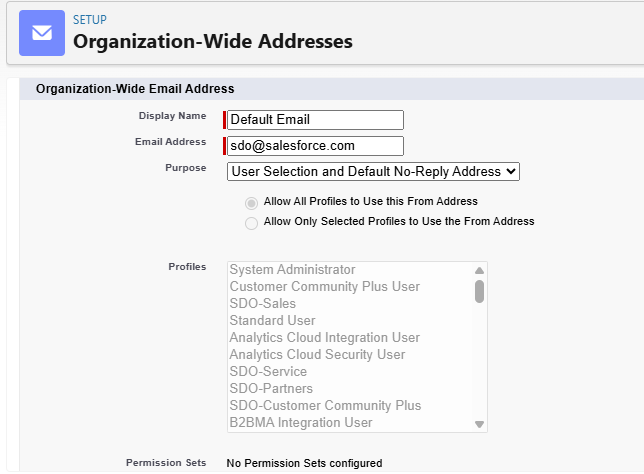 SETUP
Organization-Wide Addresses
Organization-Wide Email Address
Display Name Default Email
Email Address sdo@salesforce.com
Purpose User Selection and Default No-Reply Address
Allow All Profiles to Use this From Address
Allow Only Selected Profiles to Use the From Address
Profiles System Administrator
Customer Community Plus User
SDO-Sales
Standard User
Analytics Cloud Integration User
Analytics Cloud Security User
SDO-Service
SDO-Partners
SDO-Customer Community Plus
B2BMA Integration User
Permission Sets No Permission Sets configured